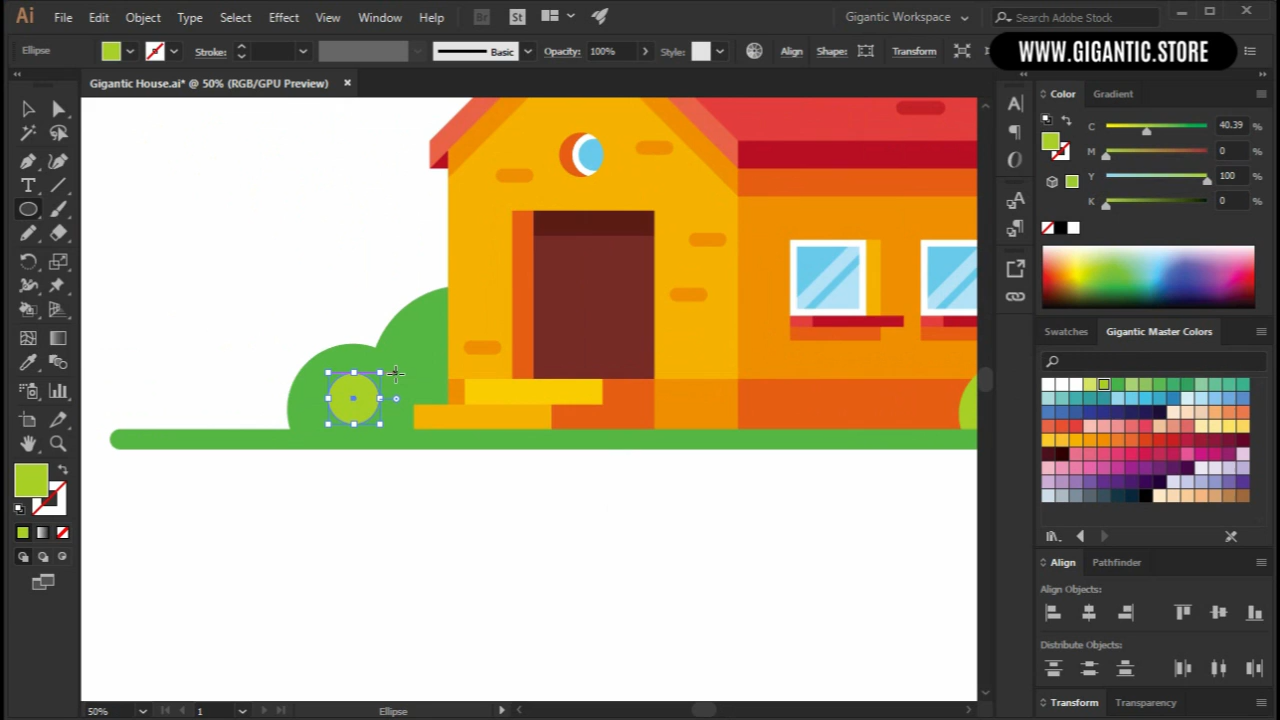 Ai File Edit Object Type Select Effect View Window Help Br St Gigantic Workspace Search Adobe Stock
Ellipse Stroke: Basic Opacity: 100% Style: Align Shape: Transform
WWW.GIGANTIC.STORE
Gigantic House.ai* @ 50% (RGB/GPU Preview) ×
Color Gradient
C 40.39 %
M 0 %
Y 100 %
K 0 %
Swatches Gigantic Master Colors
Align Pathfinder
Align Objects:
Distribute Objects:
Transform Transparency
50% 1 Ellipse